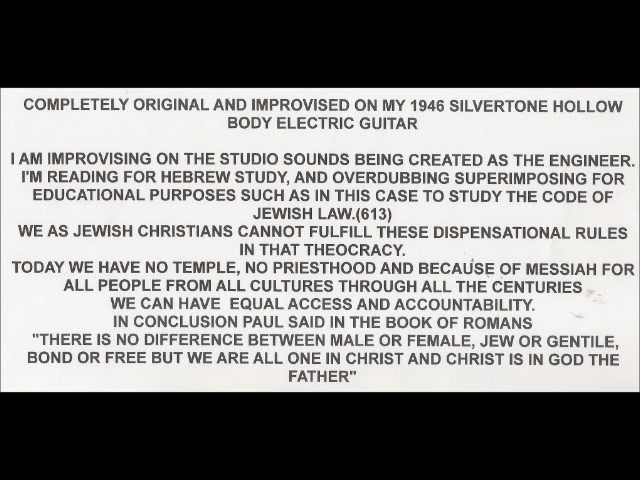 COMPLETELY ORIGINAL AND IMPROVISED ON MY 1946 SILVERTONE HOLLOW
BODY ELECTRIC GUITAR
I AM IMPROVISING ON THE STUDIO SOUNDS BEING CREATED AS THE ENGINEER.
I'M READING FOR HEBREW STUDY, AND OVERDUBBING SUPERIMPOSING FOR
EDUCATIONAL PURPOSES SUCH AS IN THIS CASE TO STUDY THE CODE OF
JEWISH LAW.(613)
WE AS JEWISH CHRISTIANS CANNOT FULFILL THESE DISPENSATIONAL RULES
IN THAT THEOCRACY.
TODAY WE HAVE NO TEMPLE, NO PRIESTHOOD AND BECAUSE OF MESSIAH FOR
ALL PEOPLE FROM ALL CULTURES THROUGH ALL THE CENTURIES
WE CAN HAVE  EQUAL ACCESS AND ACCOUNTABILITY.
IN CONCLUSION PAUL SAID IN THE BOOK OF ROMANS
"THERE IS NO DIFFERENCE BETWEEN MALE OR FEMALE, JEW OR GENTILE,
BOND OR FREE BUT WE ARE ALL ONE IN CHRIST AND CHRIST IS IN GOD THE
FATHER"